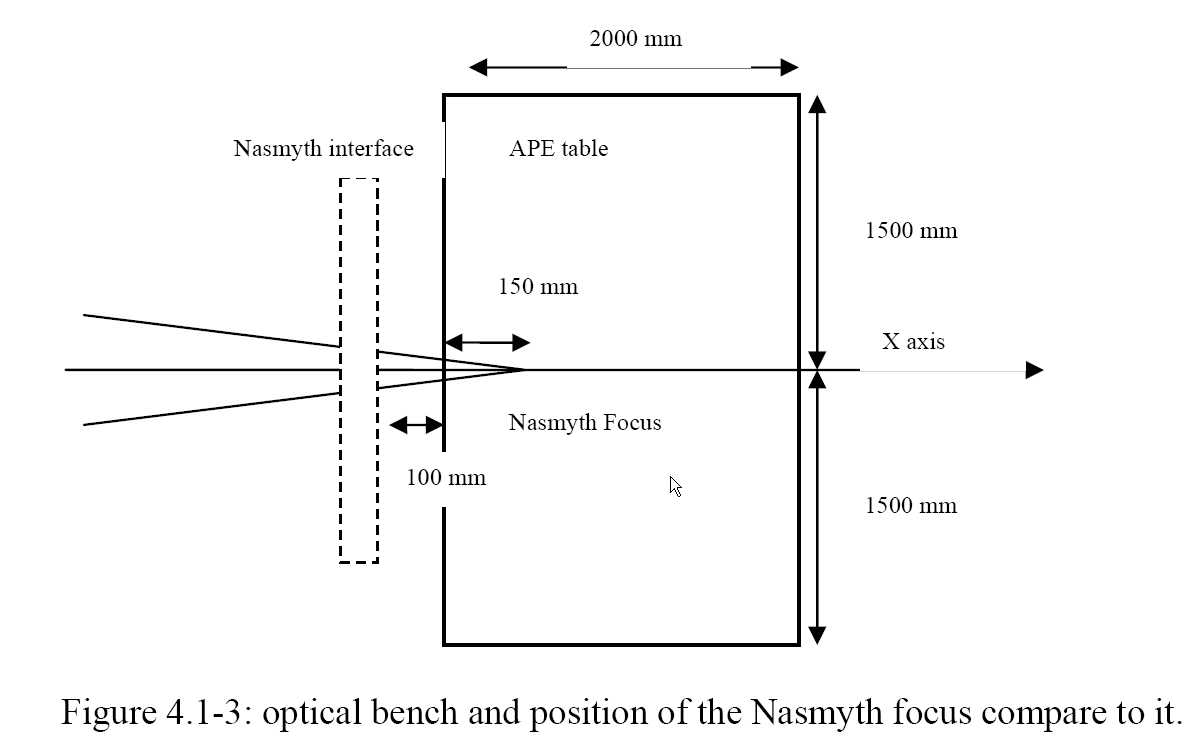 2000 mm
Nasmyth interface
APE table
1500 mm
150 mm
X axis
Nasmyth Focus
100 mm
1500 mm
Figure 4.1-3: optical bench and position of the Nasmyth focus compare to it.